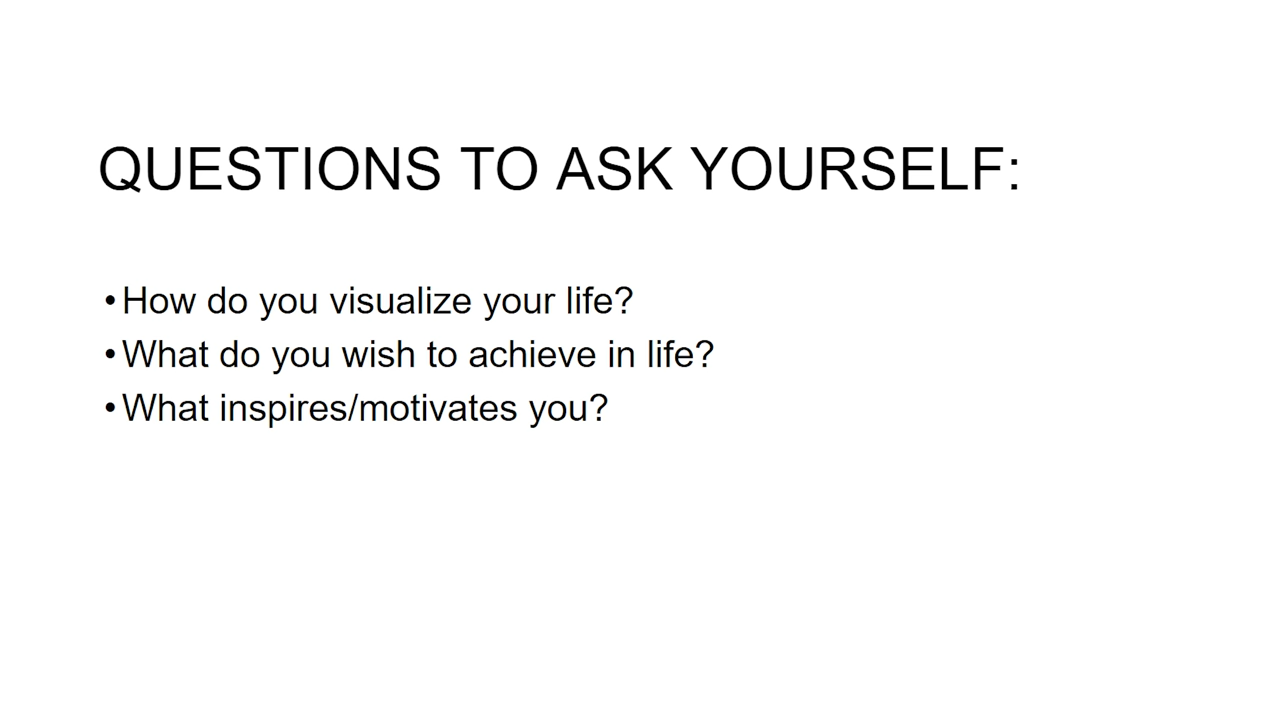 QUESTIONS TO ASK YOURSELF:
•How do you visualize your life?
•What do you wish to achieve in life?
•What inspires/motivates you?